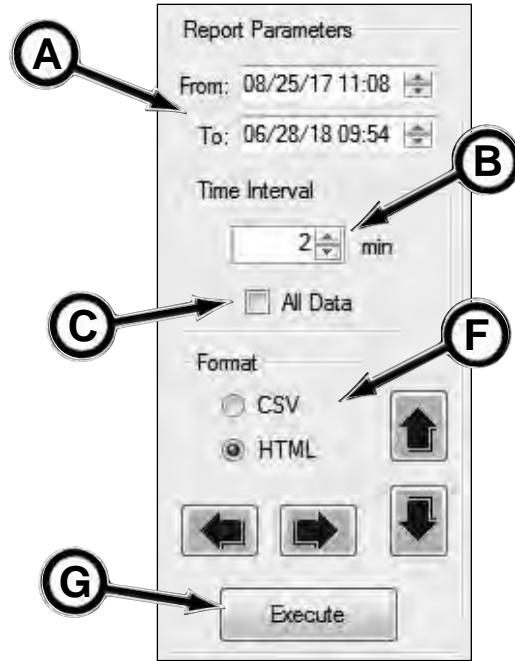 Report Parameters
A
From: 08/25/17 11:08
To: 06/28/18 09:54
B
Time Interval
2 min
C
All Data
F
Format
CSV
HTML
G
Execute